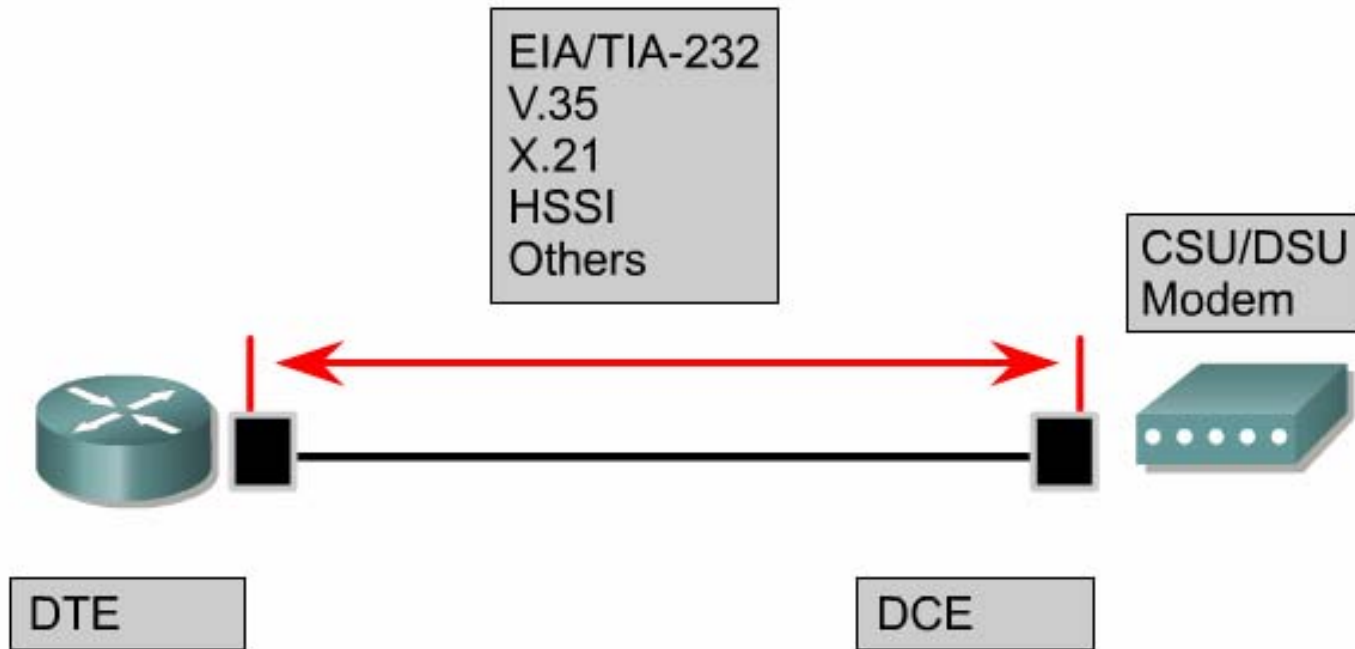 EIA/TIA-232
V.35
X.21
HSSI
Others
CSU/DSU
Modem
DTE
DCE